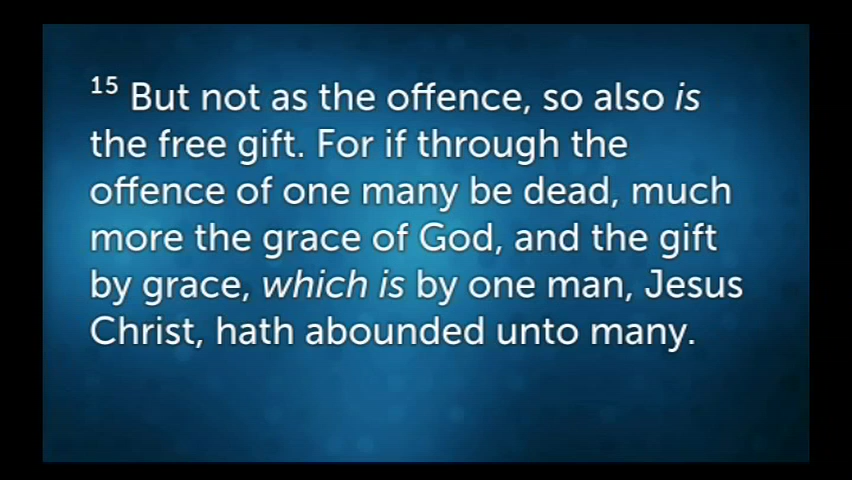 15 But not as the offence, so also is
the free gift. For if through the
offence of one many be dead, much
more the grace of God, and the gift
by grace, which is by one man, Jesus
Christ, hath abounded unto many.